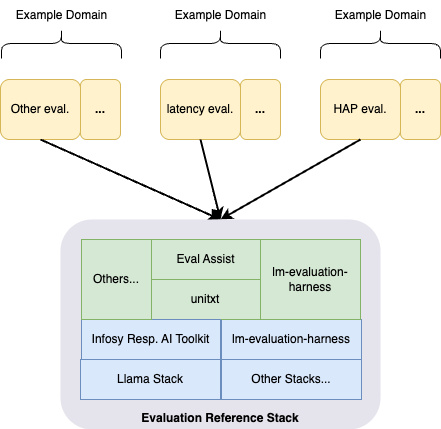 Example Domain
Example Domain
Example Domain
Other eval.
...
latency eval.
...
HAP eval.
...
Others...
Eval Assist
unitxt
lm-evaluation-
harness
Infosy Resp. AI Toolkit
lm-evaluation-harness
Llama Stack
Other Stacks...
Evaluation Reference Stack